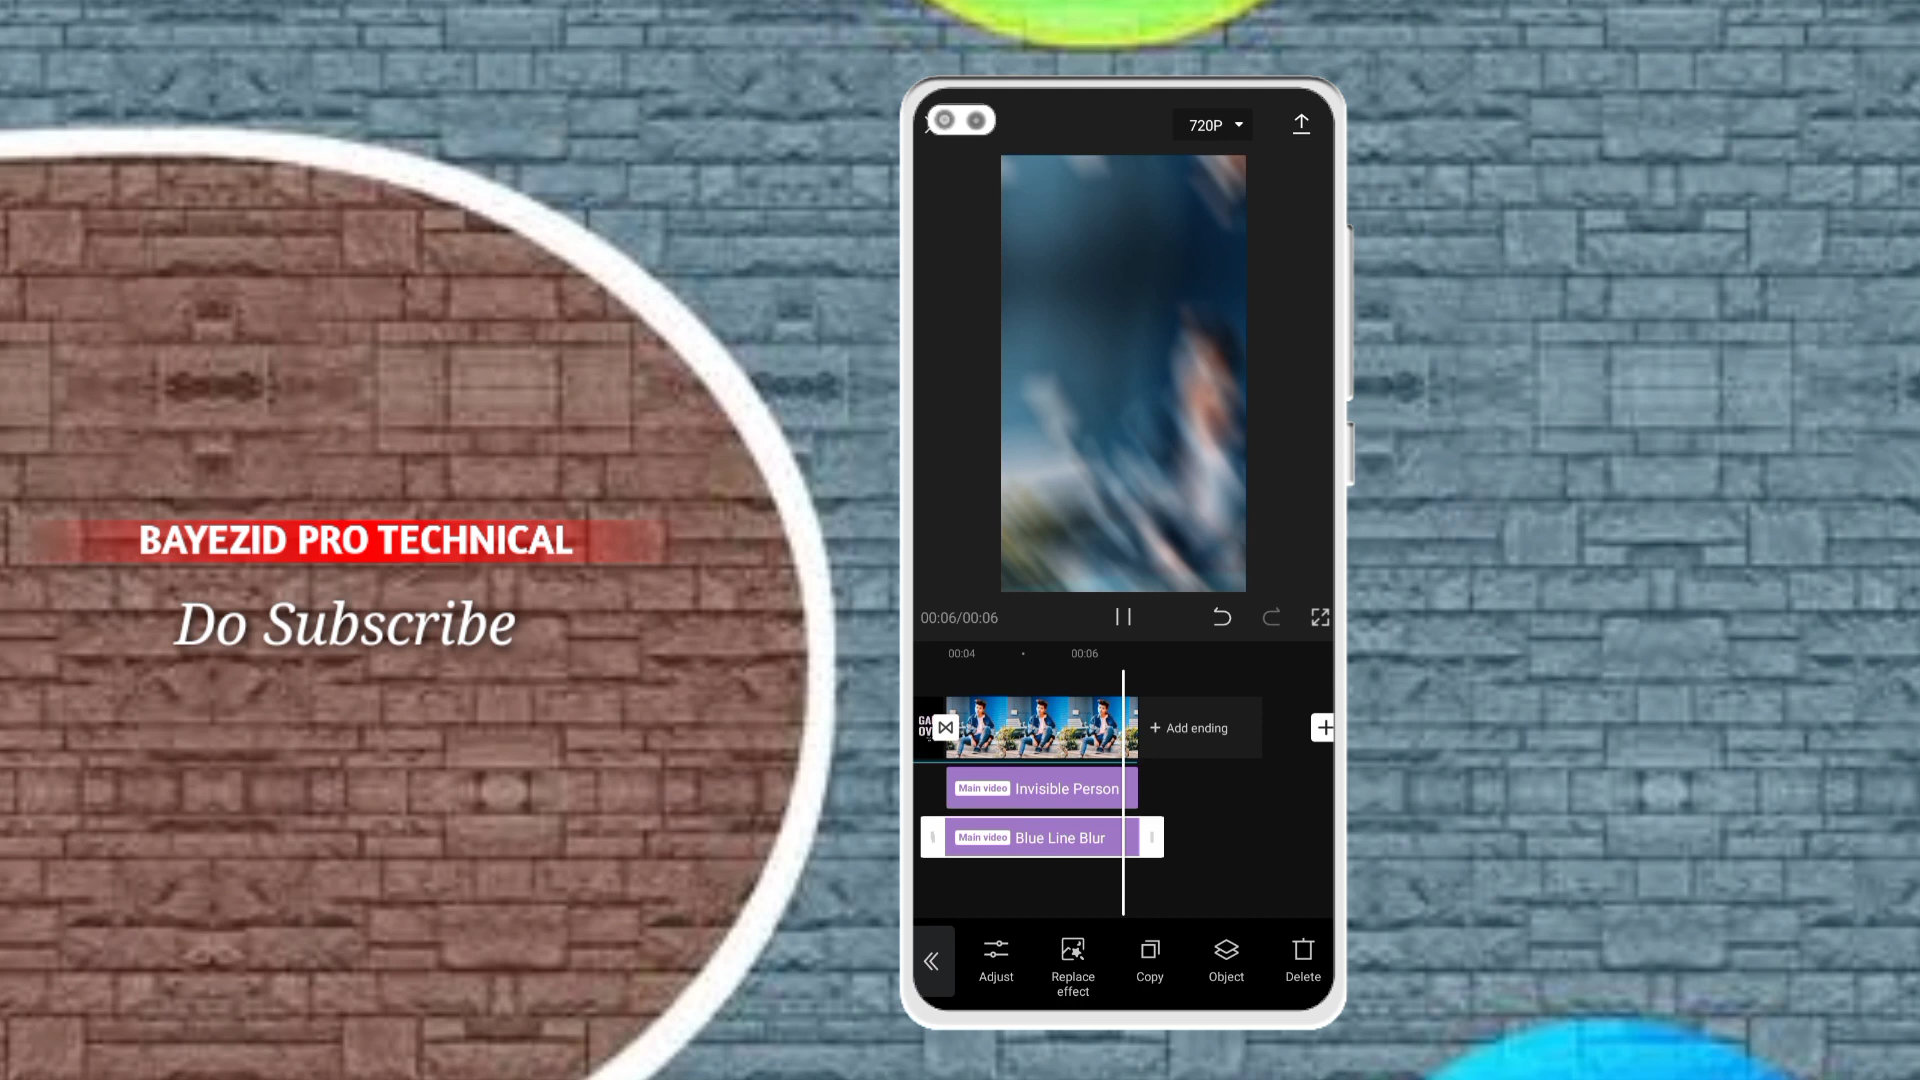 BAYEZID PRO TECHNICAL
Do Subscribe
720P
00:06/00:06
00:04
00:06
+ Add ending
Main video Invisible Person
Main video Blue Line Blur
Adjust
Replace
effect
Copy
Object
Delete